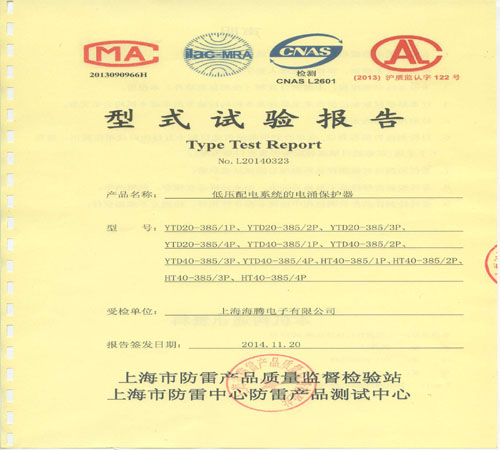 MA
ilac-MRA
CNAS
AL
2013090966H
检测
CNAS L2601
(2013) 沪质监认字 122 号
型式试验报告
Type Test Report
No.L20140323
产品名称: 低压配电系统的电涌保护器
型 号: YTD20-385/1P、YTD20-385/2P、YTD20-385/3P、
YTD20-385/4P、YTD40-385/1P、YTD40-385/2P、
YTD40-385/3P、YTD40-385/4P、HT40-385/1P、HT40-385/2P、
HT40-385/3P、HT40-385/4P
受检单位: 上海海腾电子有限公司
报告签发日期: 2014.11.20
上海市防雷产品质量监督检验站
上海市防雷中心防雷产品测试中心